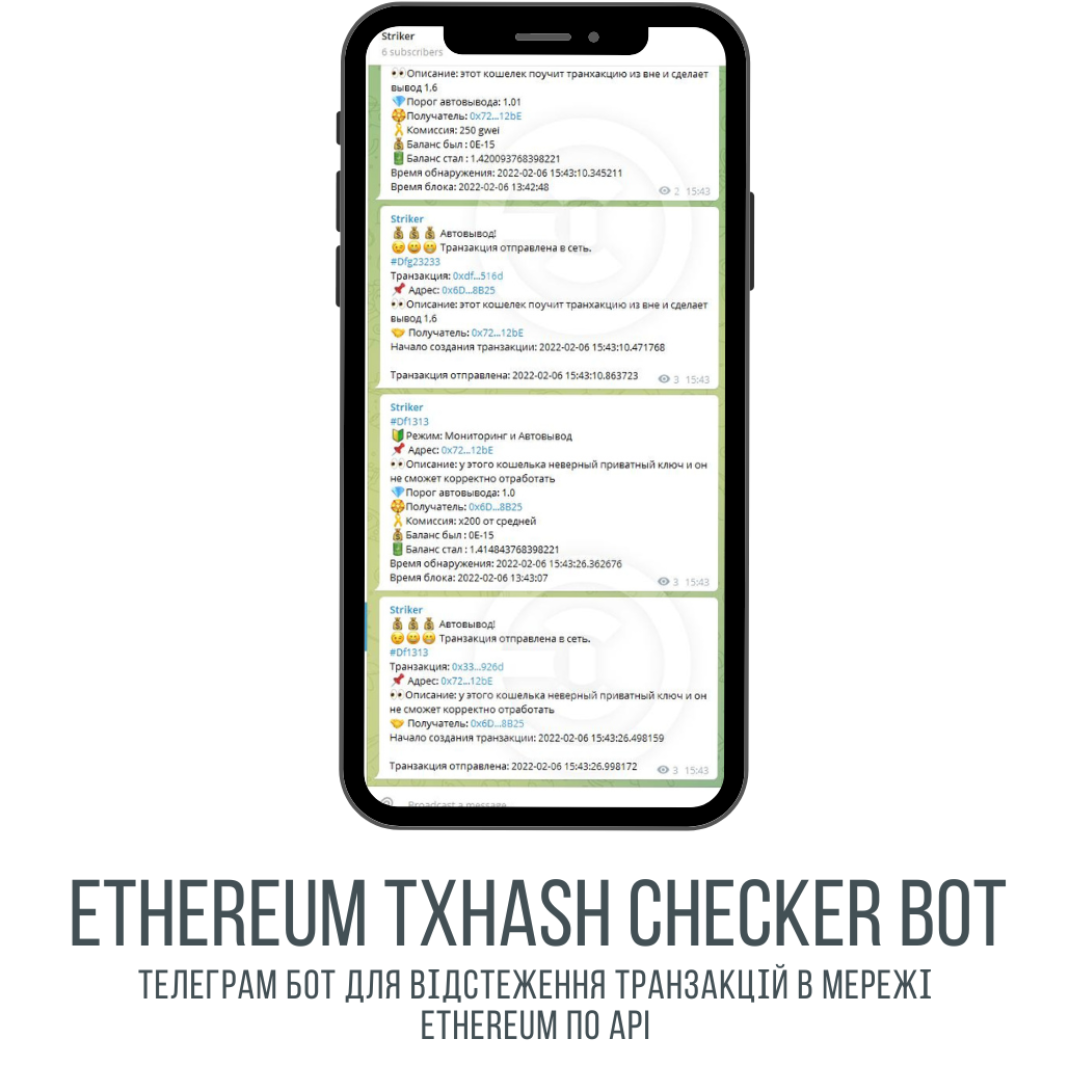 Striker
6 subscribers
Описание: этот кошелек поучит транхакцию из вне и сделает
вывод 1,6
Порог автовывода: 1.01
Получатель: 0x72...12bE
Комиссия: 250 gwei
Баланс был : 0E-15
Баланс стал : 1.420093768398221
Время обнаружения: 2022-02-06 15:43:10.345211
Время блока: 2022-02-06 13:42:48
2 15:43
Striker
Автовывод!
Транзакция отправлена в сеть.
#Dfg23233
Транзакция: 0xdf...516d
Адрес: 0x6D...8B25
Описание: этот кошелек поучит транхакцию из вне и сделает
вывод 1,6
Получатель: 0x72...12bE
Начало создания транзакции: 2022-02-06 15:43:10.471768
Транзакция отправлена: 2022-02-06 15:43:10.863723
3 15:43
Striker
#Df1313
Режим: Мониторинг и Автовывод
Адрес: 0x72...12bE
Описание: у этого кошелька неверный приватный ключ и он
не сможет корректно отработать
Порог автовывода: 1.0
Получатель: 0x6D...8B25
Комиссия: x200 от средней
Баланс был : 0E-15
Баланс стал : 1.414843768398221
Время обнаружения: 2022-02-06 15:43:26.362676
Время блока: 2022-02-06 13:43:07
3 15:43
Striker
Автовывод!
Транзакция отправлена в сеть.
#Df1313
Транзакция: 0x33...926d
Адрес: 0x72...12bE
Описание: у этого кошелька неверный приватный ключ и он
не сможет корректно отработать
Получатель: 0x6D...8B25
Начало создания транзакции: 2022-02-06 15:43:26.498159
Транзакция отправлена: 2022-02-06 15:43:26.998172
3 15:43
Broadcast a message...
ETHEREUM TXHASH CHECKER BOT
ТЕЛЕГРАМ БОТ ДЛЯ ВІДСТЕЖЕННЯ ТРАНЗАКЦІЙ В МЕРЕЖІ
ETHEREUM ПО API